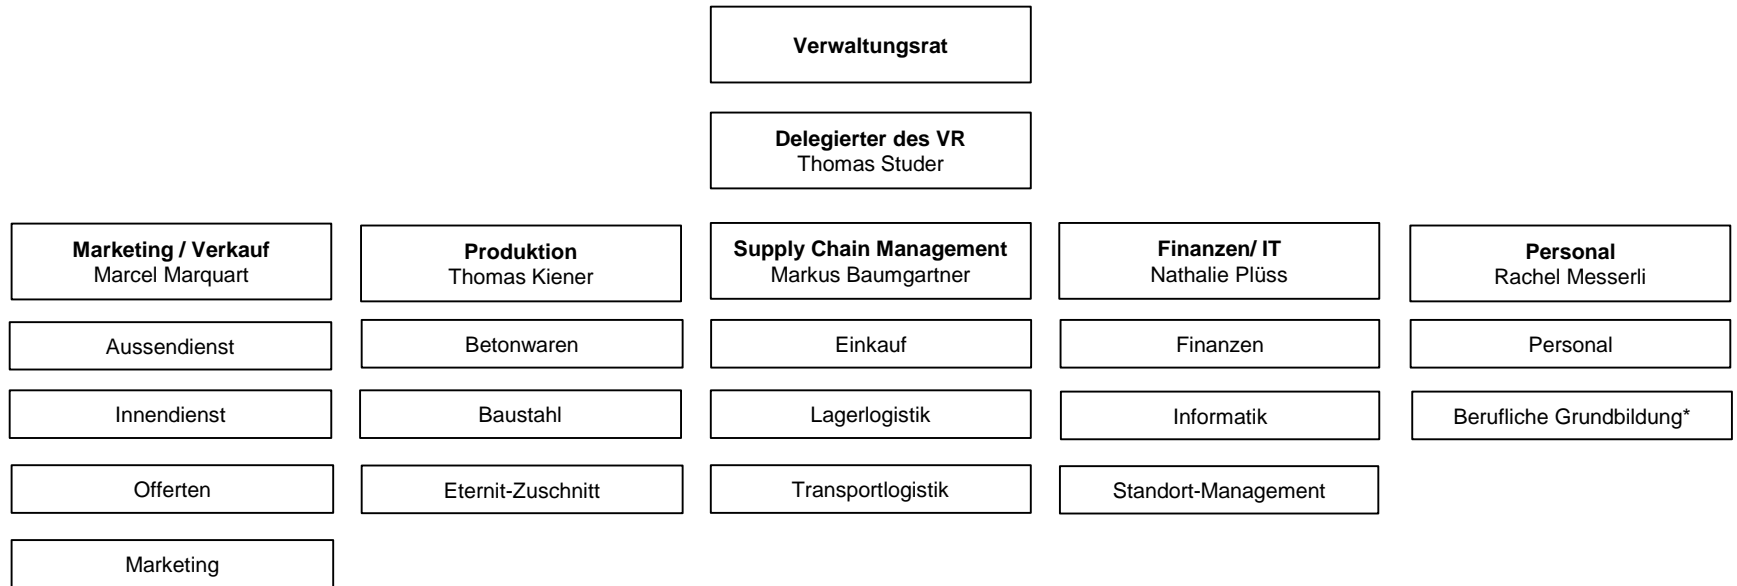 Verwaltungsrat
Delegierter des VR
Thomas Studer
Marketing / Verkauf
Marcel Marquart
Produktion
Thomas Kiener
Supply Chain Management
Markus Baumgartner
Finanzen/ IT
Nathalie Plüss
Personal
Rachel Messerli
Aussendienst
Betonwaren
Einkauf
Finanzen
Personal
Innendienst
Baustahl
Lagerlogistik
Informatik
Berufliche Grundbildung*
Offerten
Eternit-Zuschnitt
Transportlogistik
Standort-Management
Marketing